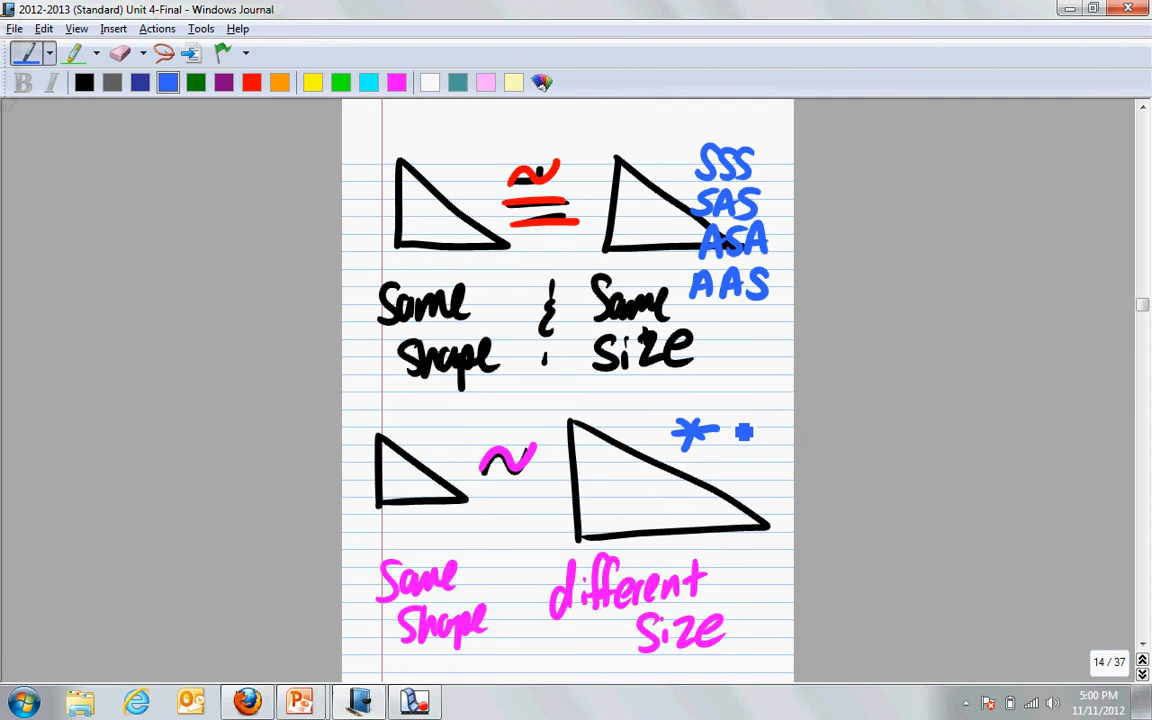 2012-2013 (Standard) Unit 4-Final - Windows Journal
File Edit View Insert Actions Tools Help
B I
≅
SSS
SAS
ASA
AAS
Same & Same
shape size
~ *
Same different
shape size
14 / 37
5:00 PM
11/11/2012